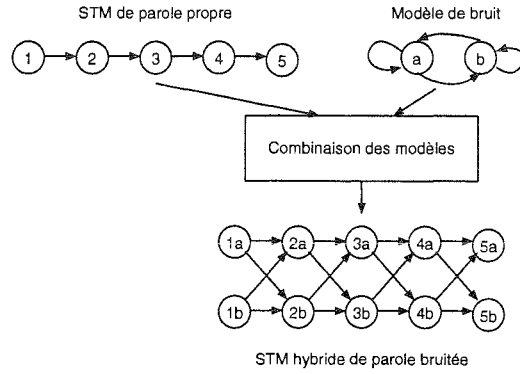 STM de parole propre
Modèle de bruit
1 2 3 4 5
a b
Combinaison des modèles
1a 2a 3a 4a 5a
1b 2b 3b 4b 5b
STM hybride de parole bruitée